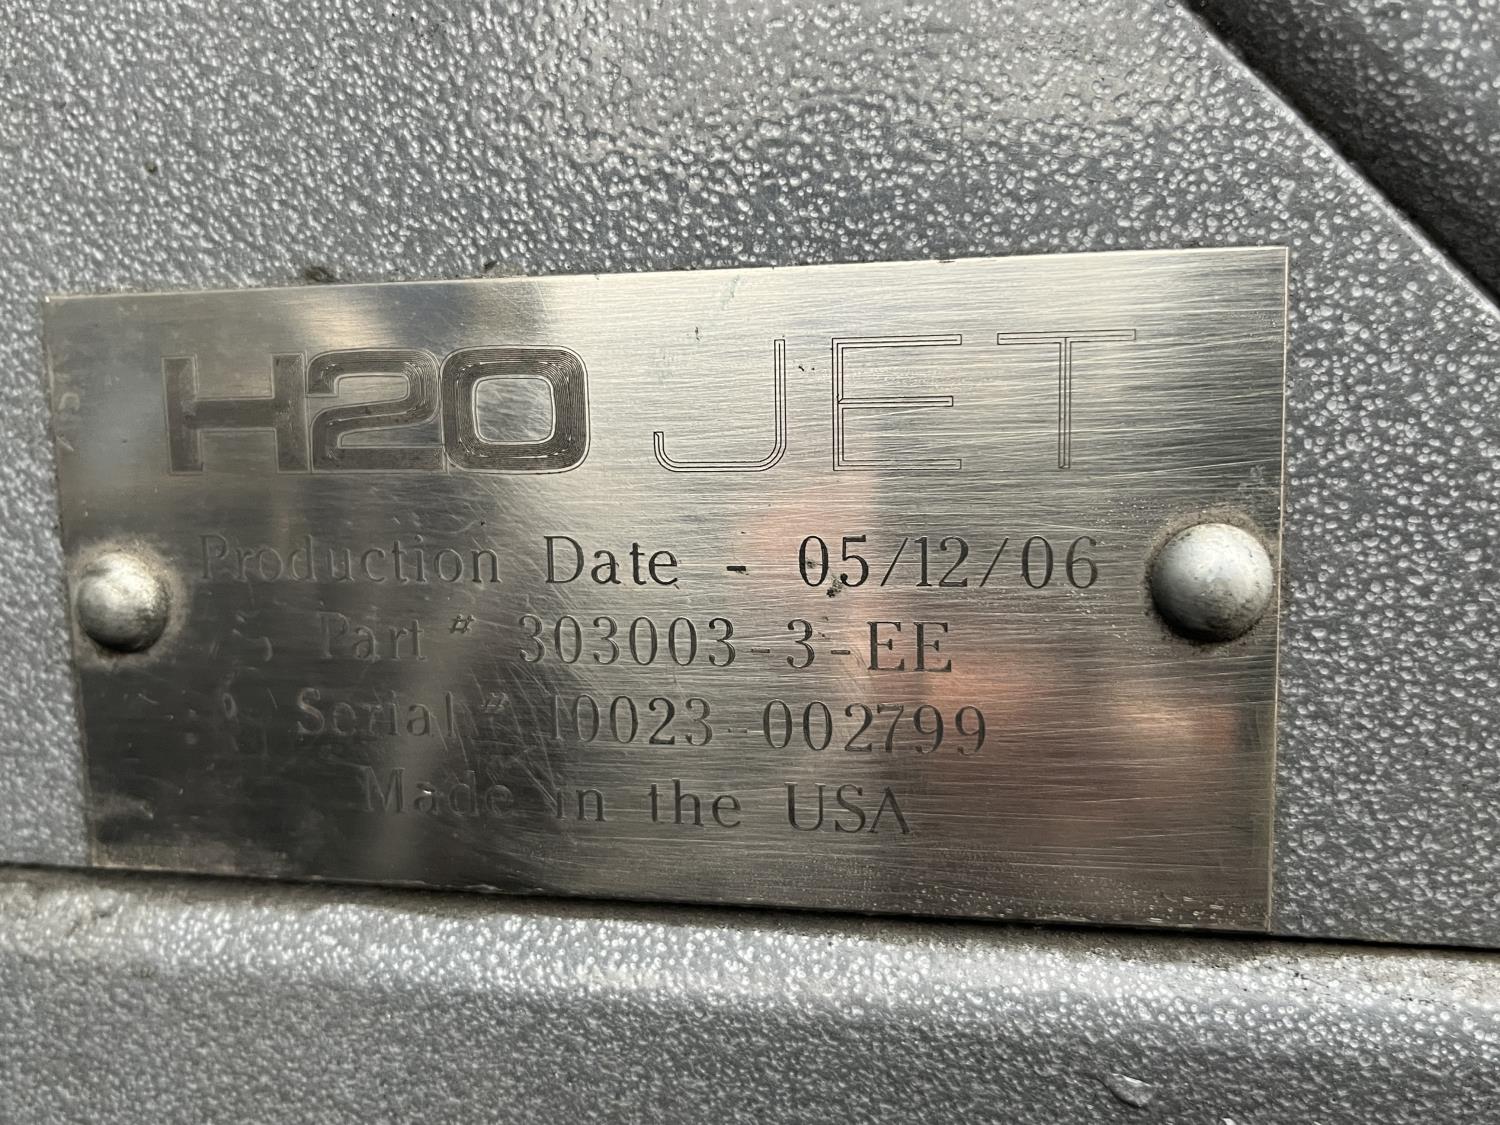 H2O JET
Production Date - 05/12/06
Part # 303003-3-EE
Serial # 10023-002799
Made in the USA